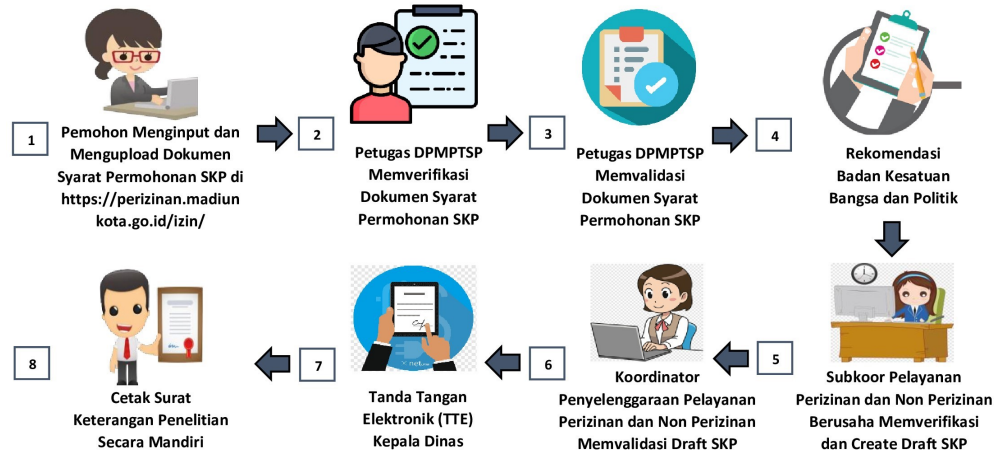 1
Pemohon Menginput dan
Mengupload Dokumen
Syarat Permohonan SKP di
https://perizinan.madiun
kota.go.id/izin/
2
Petugas DPMPTSP
Memverifikasi
Dokumen Syarat
Permohonan SKP
3
Petugas DPMPTSP
Memvalidasi
Dokumen Syarat
Permohonan SKP
4
Rekomendasi
Badan Kesatuan
Bangsa dan Politik
5
Subkoor Pelayanan
Perizinan dan Non Perizinan
Berusaha Memverifikasi
dan Create Draft SKP
6
Koordinator
Penyelenggaraan Pelayanan
Perizinan dan Non Perizinan
Memvalidasi Draft SKP
7
Tanda Tangan
Elektronik (TTE)
Kepala Dinas
8
Cetak Surat
Keterangan Penelitian
Secara Mandiri